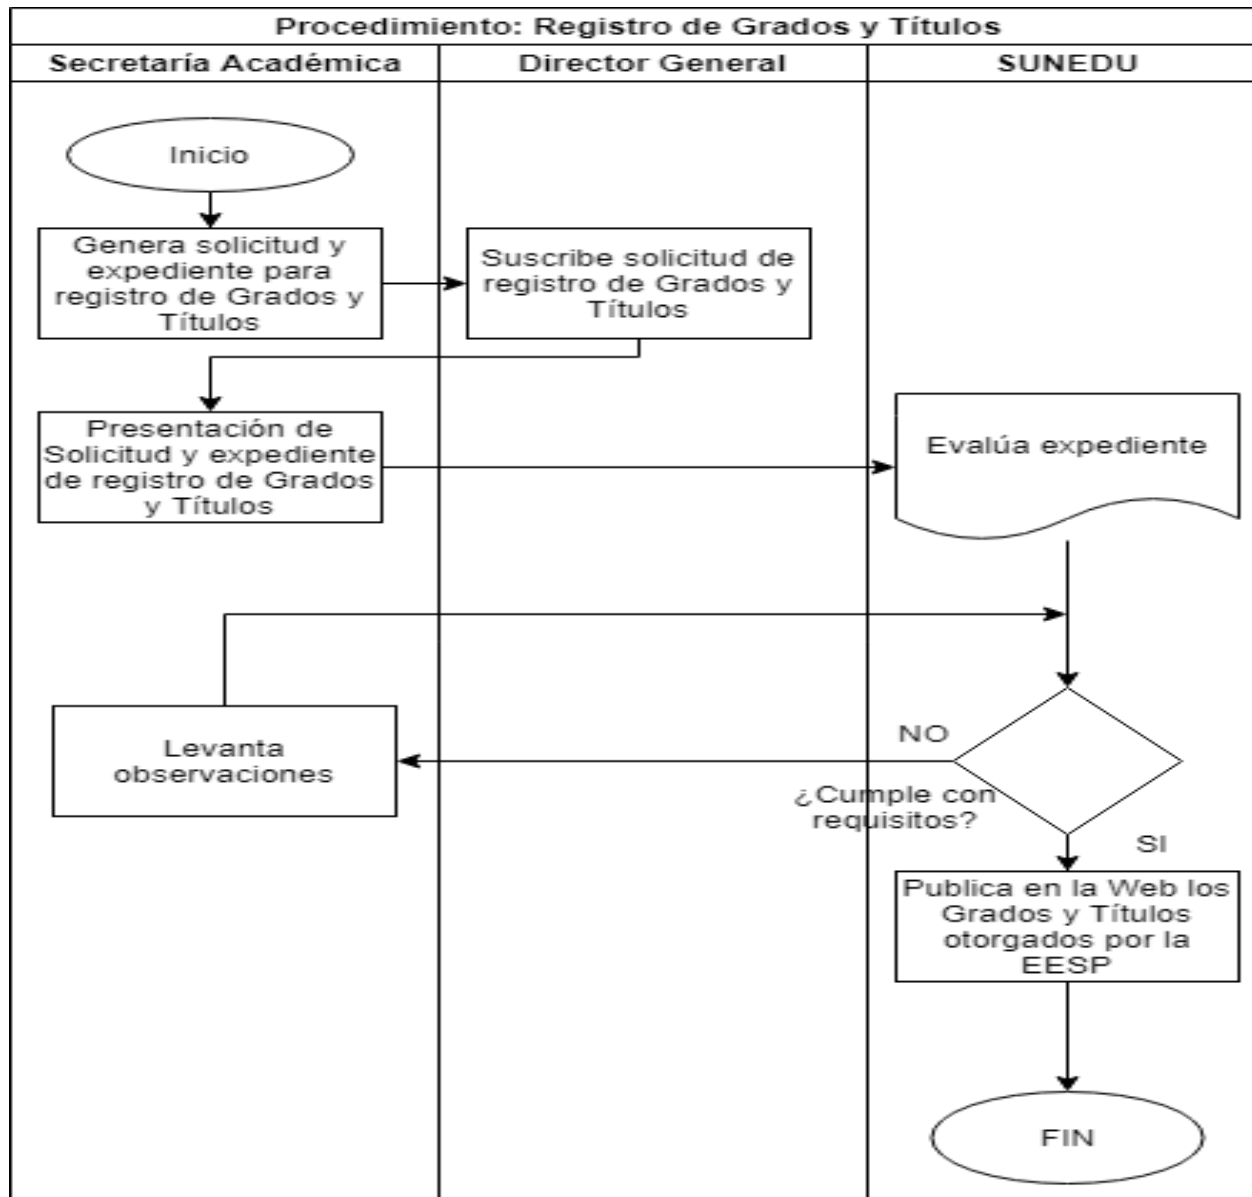 Procedimiento: Registro de Grados y Títulos
Secretaría Académica
Director General
SUNEDU
Inicio
Genera solicitud y
expediente para
registro de Grados y
Títulos
Suscribe solicitud de
registro de Grados y
Títulos
Presentación de
Solicitud y expediente
de registro de Grados
y Títulos
Evalúa expediente
NO
¿Cumple con
requisitos?
Levanta
observaciones
SI
Publica en la Web los
Grados y Títulos
otorgados por la
EESP
FIN